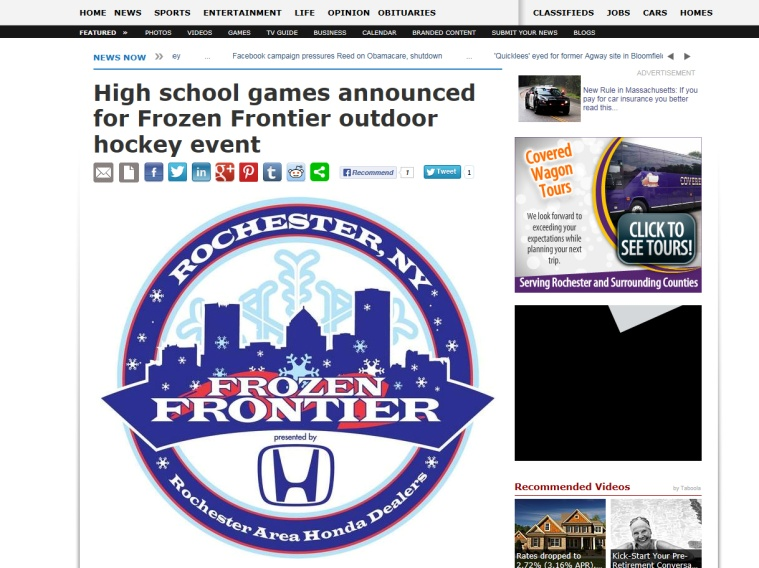 HOME NEWS SPORTS ENTERTAINMENT LIFE OPINION OBITUARIES CLASSIFIEDS JOBS CARS HOMES
FEATURED » PHOTOS VIDEOS GAMES TV GUIDE BUSINESS CALENDAR BRANDED CONTENT SUBMIT YOUR NEWS BLOGS
NEWS NOW ey ... Facebook campaign pressures Reed on Obamacare, shutdown ... 'Quicklees' eyed for former Agway site in Bloomfield
High school games announced
for Frozen Frontier outdoor
hockey event
Recommend 1 Tweet 1
ROCHESTER, NY
FROZEN
FRONTIER
presented by
Rochester Area Honda Dealers
ADVERTISEMENT
New Rule in Massachusetts: If you
pay for car insurance you better
read this...
Covered
Wagon
Tours
We look forward to
exceeding your
expectations while
planning your next
trip.
COVERE
CLICK TO
SEE TOURS!
Serving Rochester and Surrounding Counties
Recommended Videos
by Taboola
Rates dropped to
2.72% (3.16% APR)...
Kick-Start Your Pre-
Retirement Conversa...